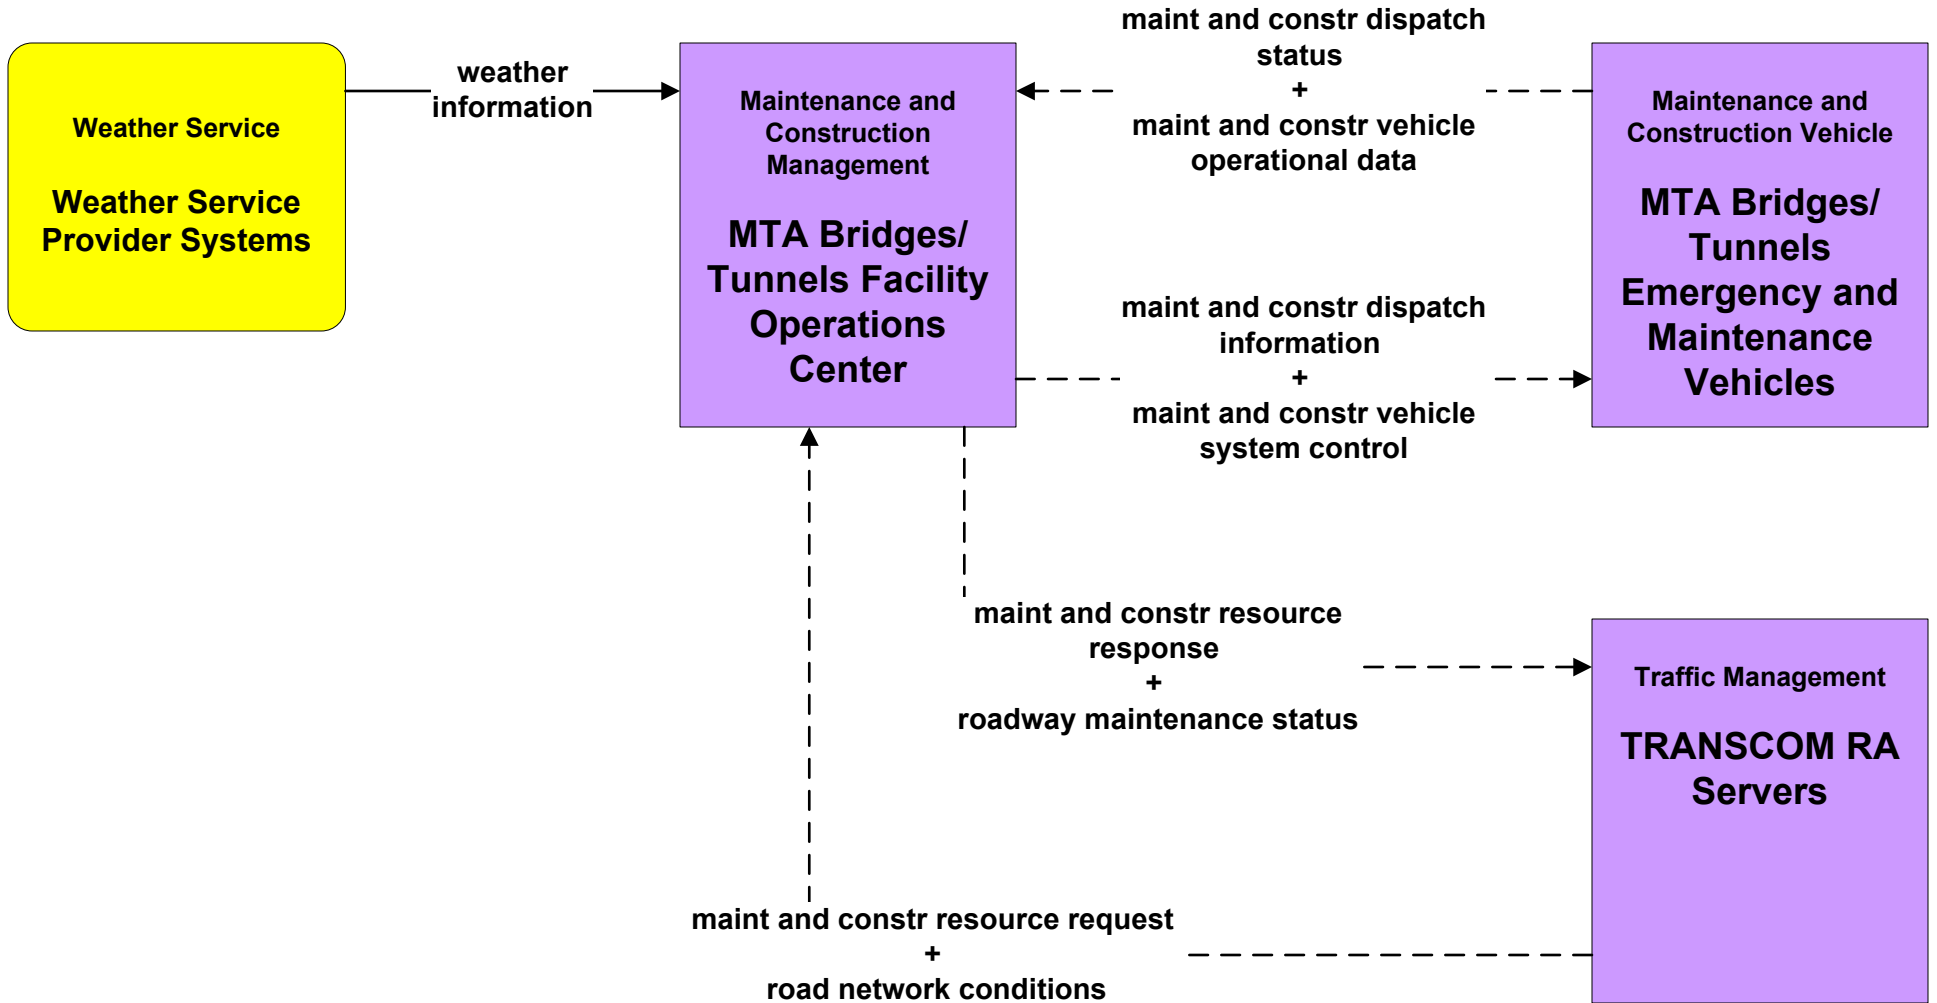 Weather Service
Weather Service
Provider Systems
weather
information
Maintenance and
Construction
Management
MTA Bridges/
Tunnels Facility
Operations
Center
maint and constr dispatch
status
+
maint and constr vehicle
operational data
maint and constr dispatch
information
+
maint and constr vehicle
system control
Maintenance and
Construction Vehicle
MTA Bridges/
Tunnels
Emergency and
Maintenance
Vehicles
maint and constr resource
response
+
roadway maintenance status
Traffic Management
TRANSCOM RA
Servers
maint and constr resource request
+
road network conditions